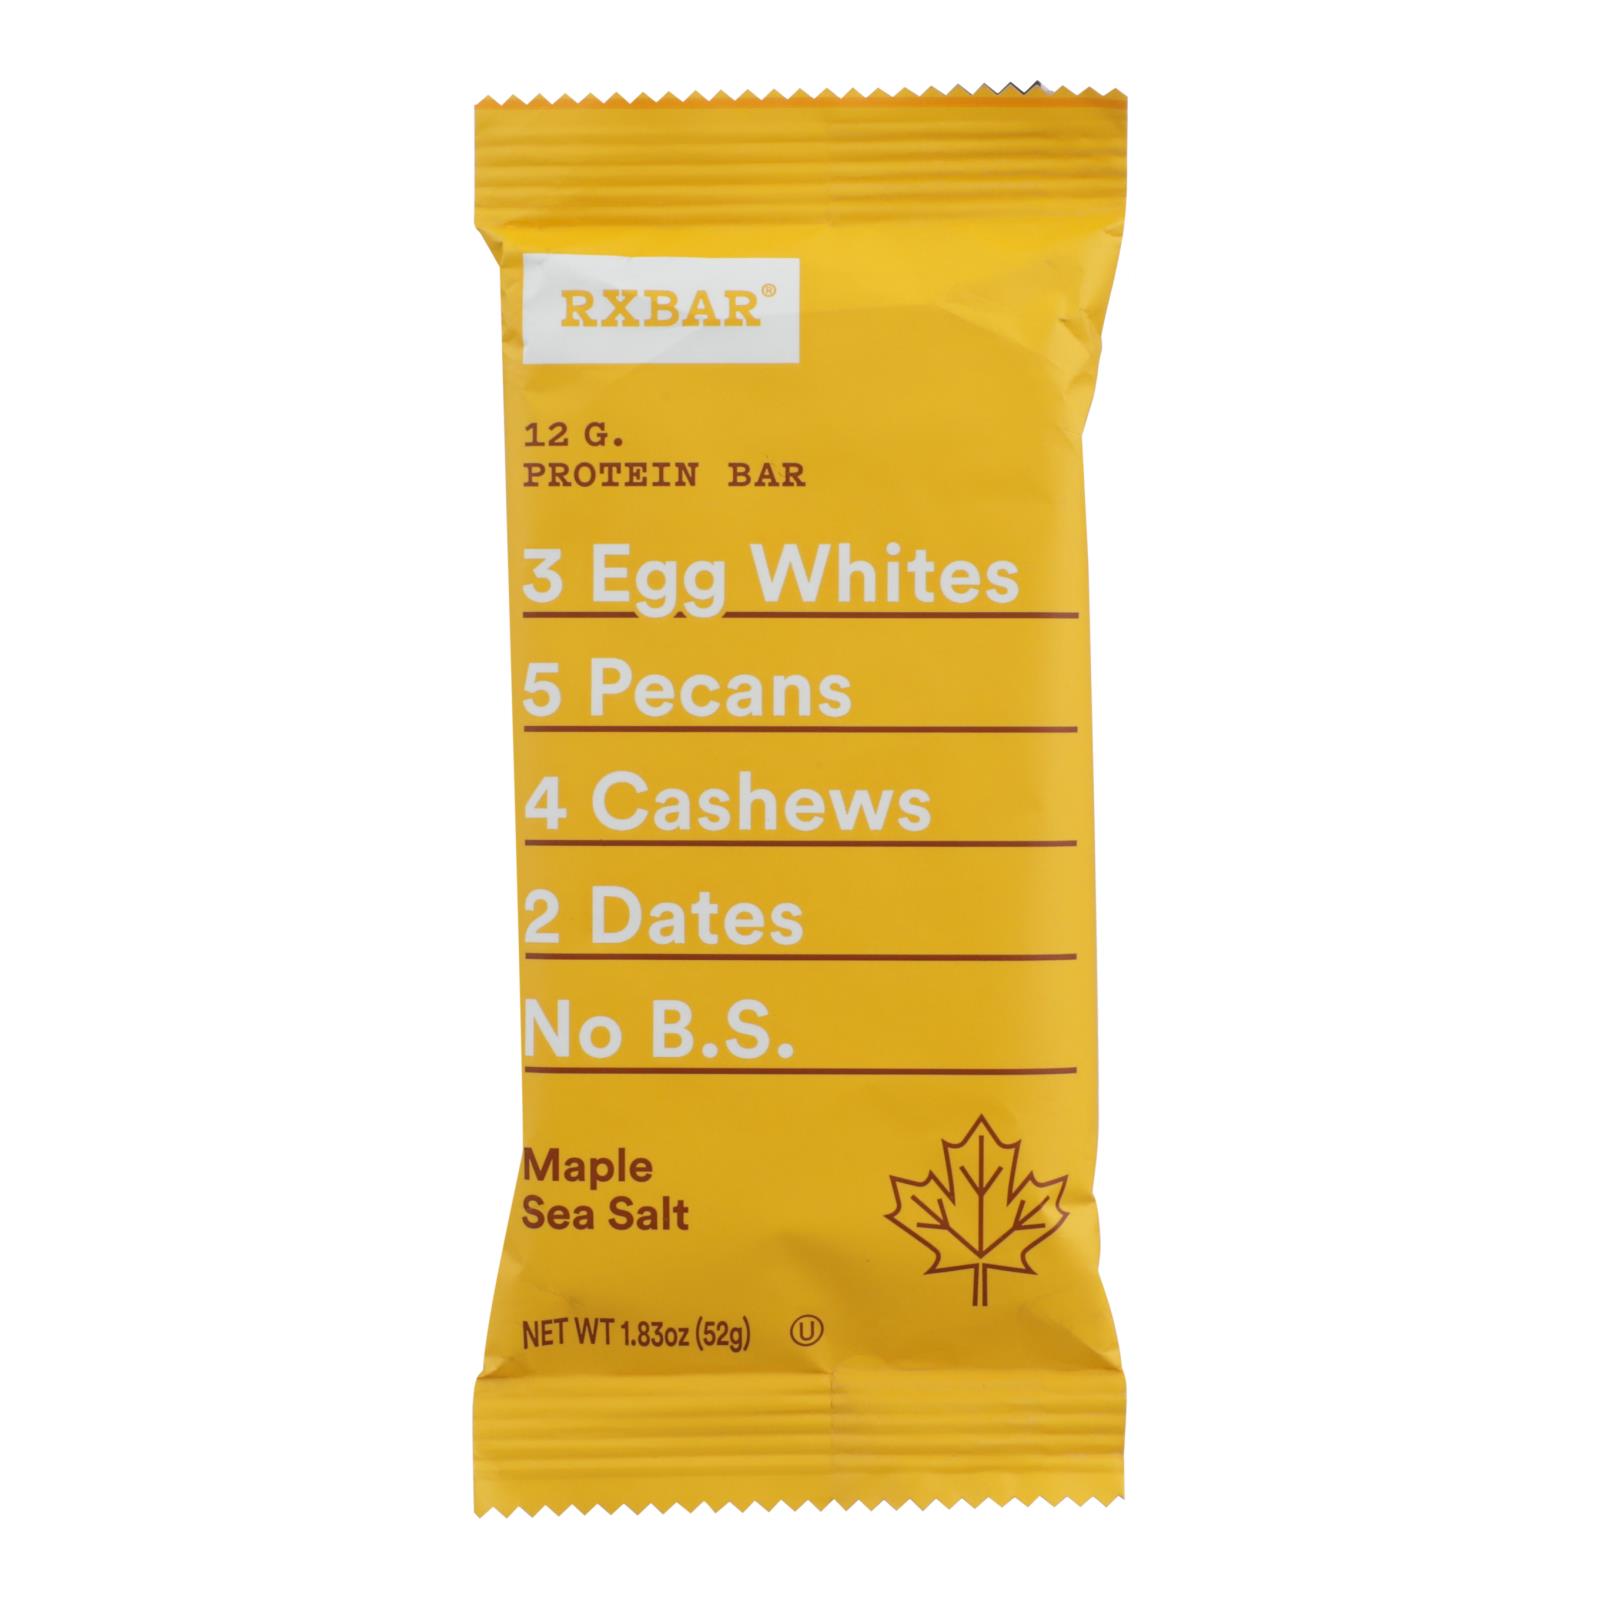 RXBAR®
12 G.
PROTEIN BAR
3 Egg Whites
5 Pecans
4 Cashews
2 Dates
No B.S.
Maple
Sea Salt
NET WT 1.83oz (52g) U